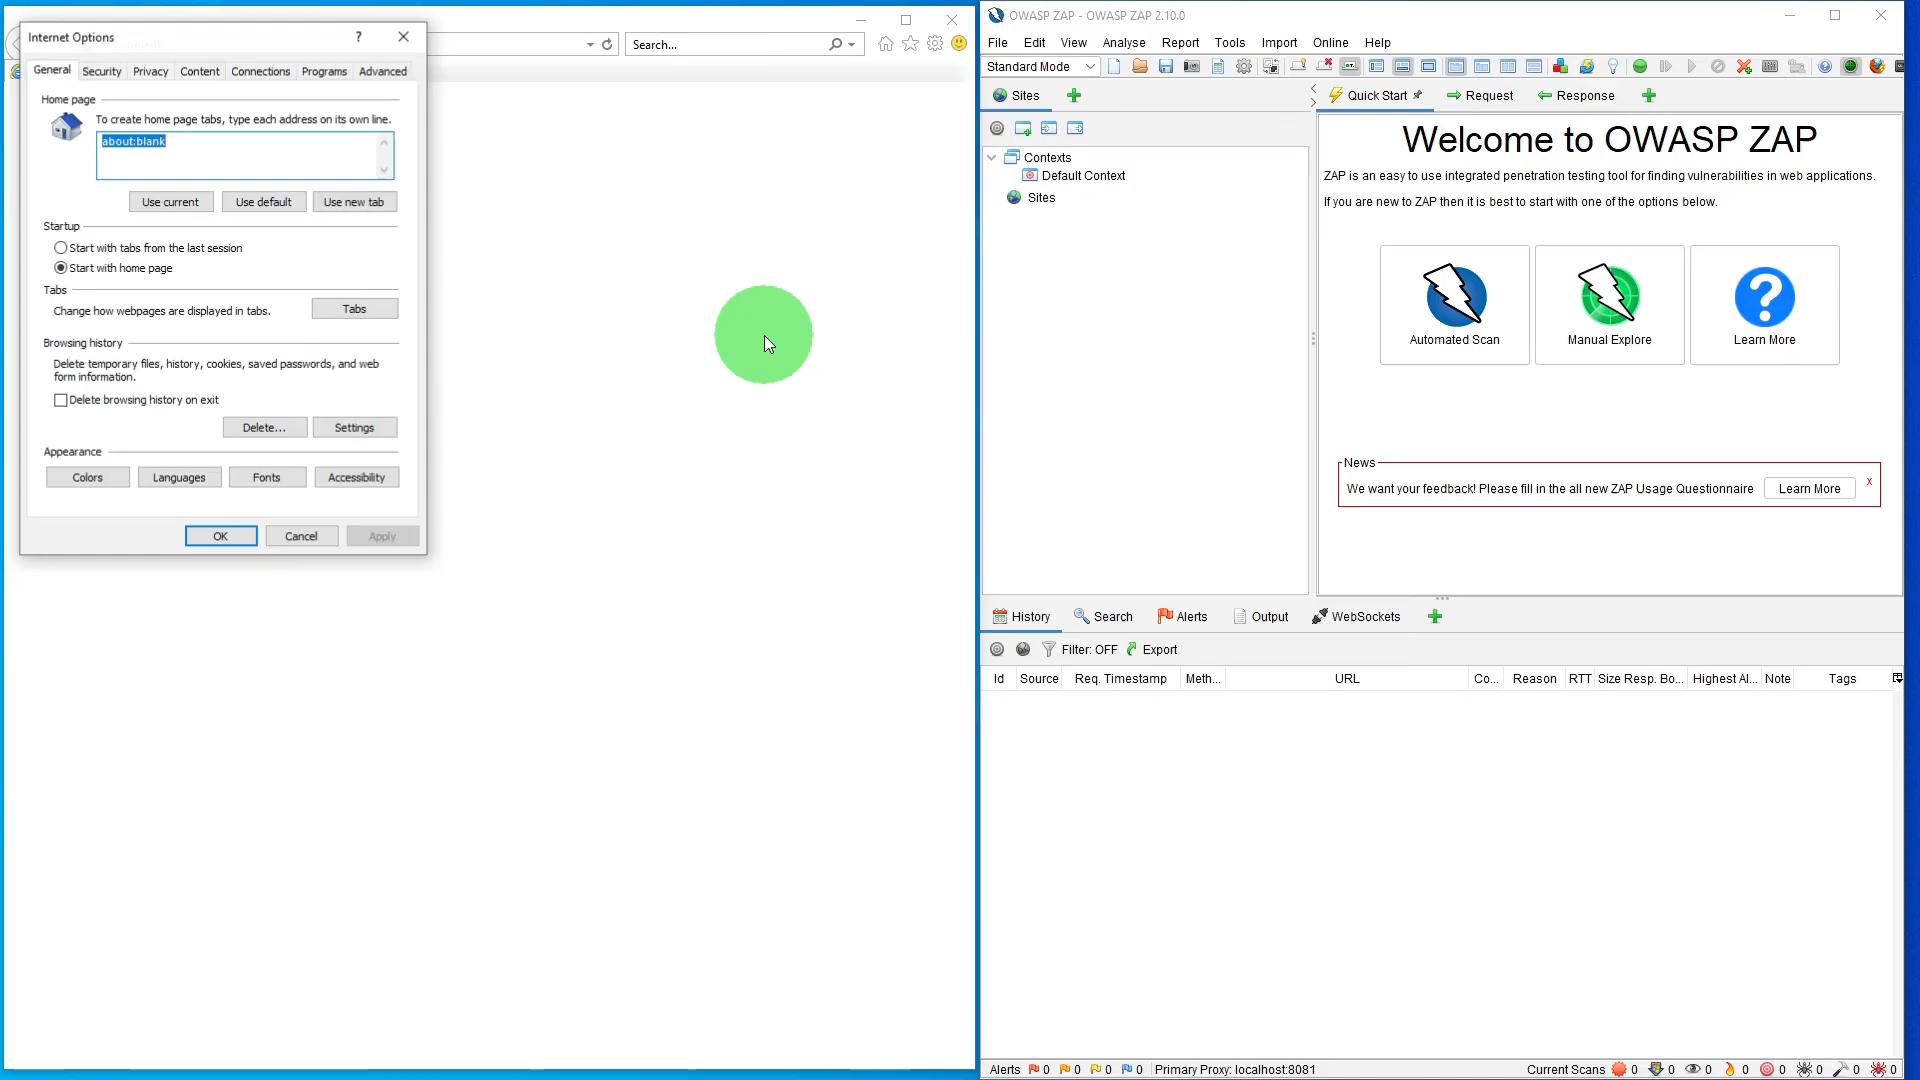 Internet Options
?
Search...
General Security Privacy Content Connections Programs Advanced
Home page
To create home page tabs, type each address on its own line.
about:blank
Use current Use default Use new tab
Startup
Start with tabs from the last session
Start with home page
Tabs
Change how webpages are displayed in tabs.
Tabs
Browsing history
Delete temporary files, history, cookies, saved passwords, and web
form information.
Delete browsing history on exit
Delete... Settings
Appearance
Colors Languages Fonts Accessibility
OK Cancel Apply
OWASP ZAP - OWASP ZAP 2.10.0
File Edit View Analyse Report Tools Import Online Help
Standard Mode
Sites
Quick Start Request Response
Contexts
Default Context
Sites
Welcome to OWASP ZAP
ZAP is an easy to use integrated penetration testing tool for finding vulnerabilities in web applications.
If you are new to ZAP then it is best to start with one of the options below.
Automated Scan Manual Explore Learn More
News
We want your feedback! Please fill in the all new ZAP Usage Questionnaire Learn More x
History Search Alerts Output WebSockets
Filter: OFF Export
Id Source Req. Timestamp Meth... URL Co... Reason RTT Size Resp. Bo... Highest Al... Note Tags
Alerts 0 0 0 0 Primary Proxy: localhost:8081 Current Scans 0 0 0 0 0 0 0 0